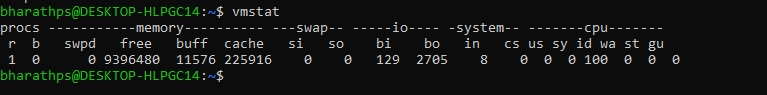 bharathps@DESKTOP-HLPGC14:~$ vmstat
procs -----------memory---------- ---swap-- -----io---- -system-- -------cpu-------
 r  b   swpd   free   buff  cache   si   so    bi    bo   in   cs us sy id wa st gu
 1  0      0 9396480  11576 225916    0    0   129  2705    8    0  0  0 100  0  0  0
bharathps@DESKTOP-HLPGC14:~$